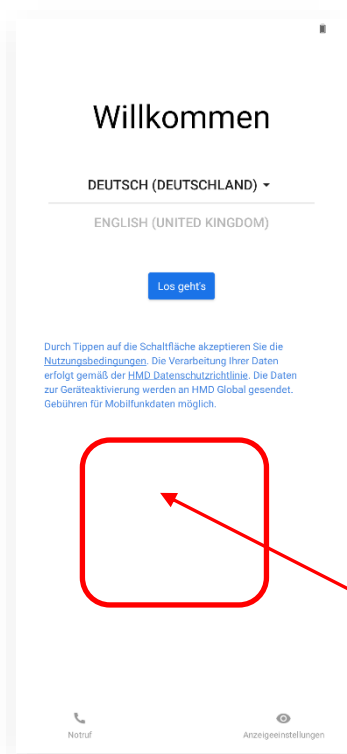 Willkommen
DEUTSCH (DEUTSCHLAND)
ENGLISH (UNITED KINGDOM)
Los geht's
Durch Tippen auf die Schaltfläche akzeptieren Sie die
Nutzungsbedingungen. Die Verarbeitung Ihrer Daten
erfolgt gemäß der HMD Datenschutzrichtlinie. Die Daten
zur Geräteaktivierung werden an HMD Global gesendet.
Gebühren für Mobilfunkdaten möglich.
Notruf
Anzeigeeinstellungen